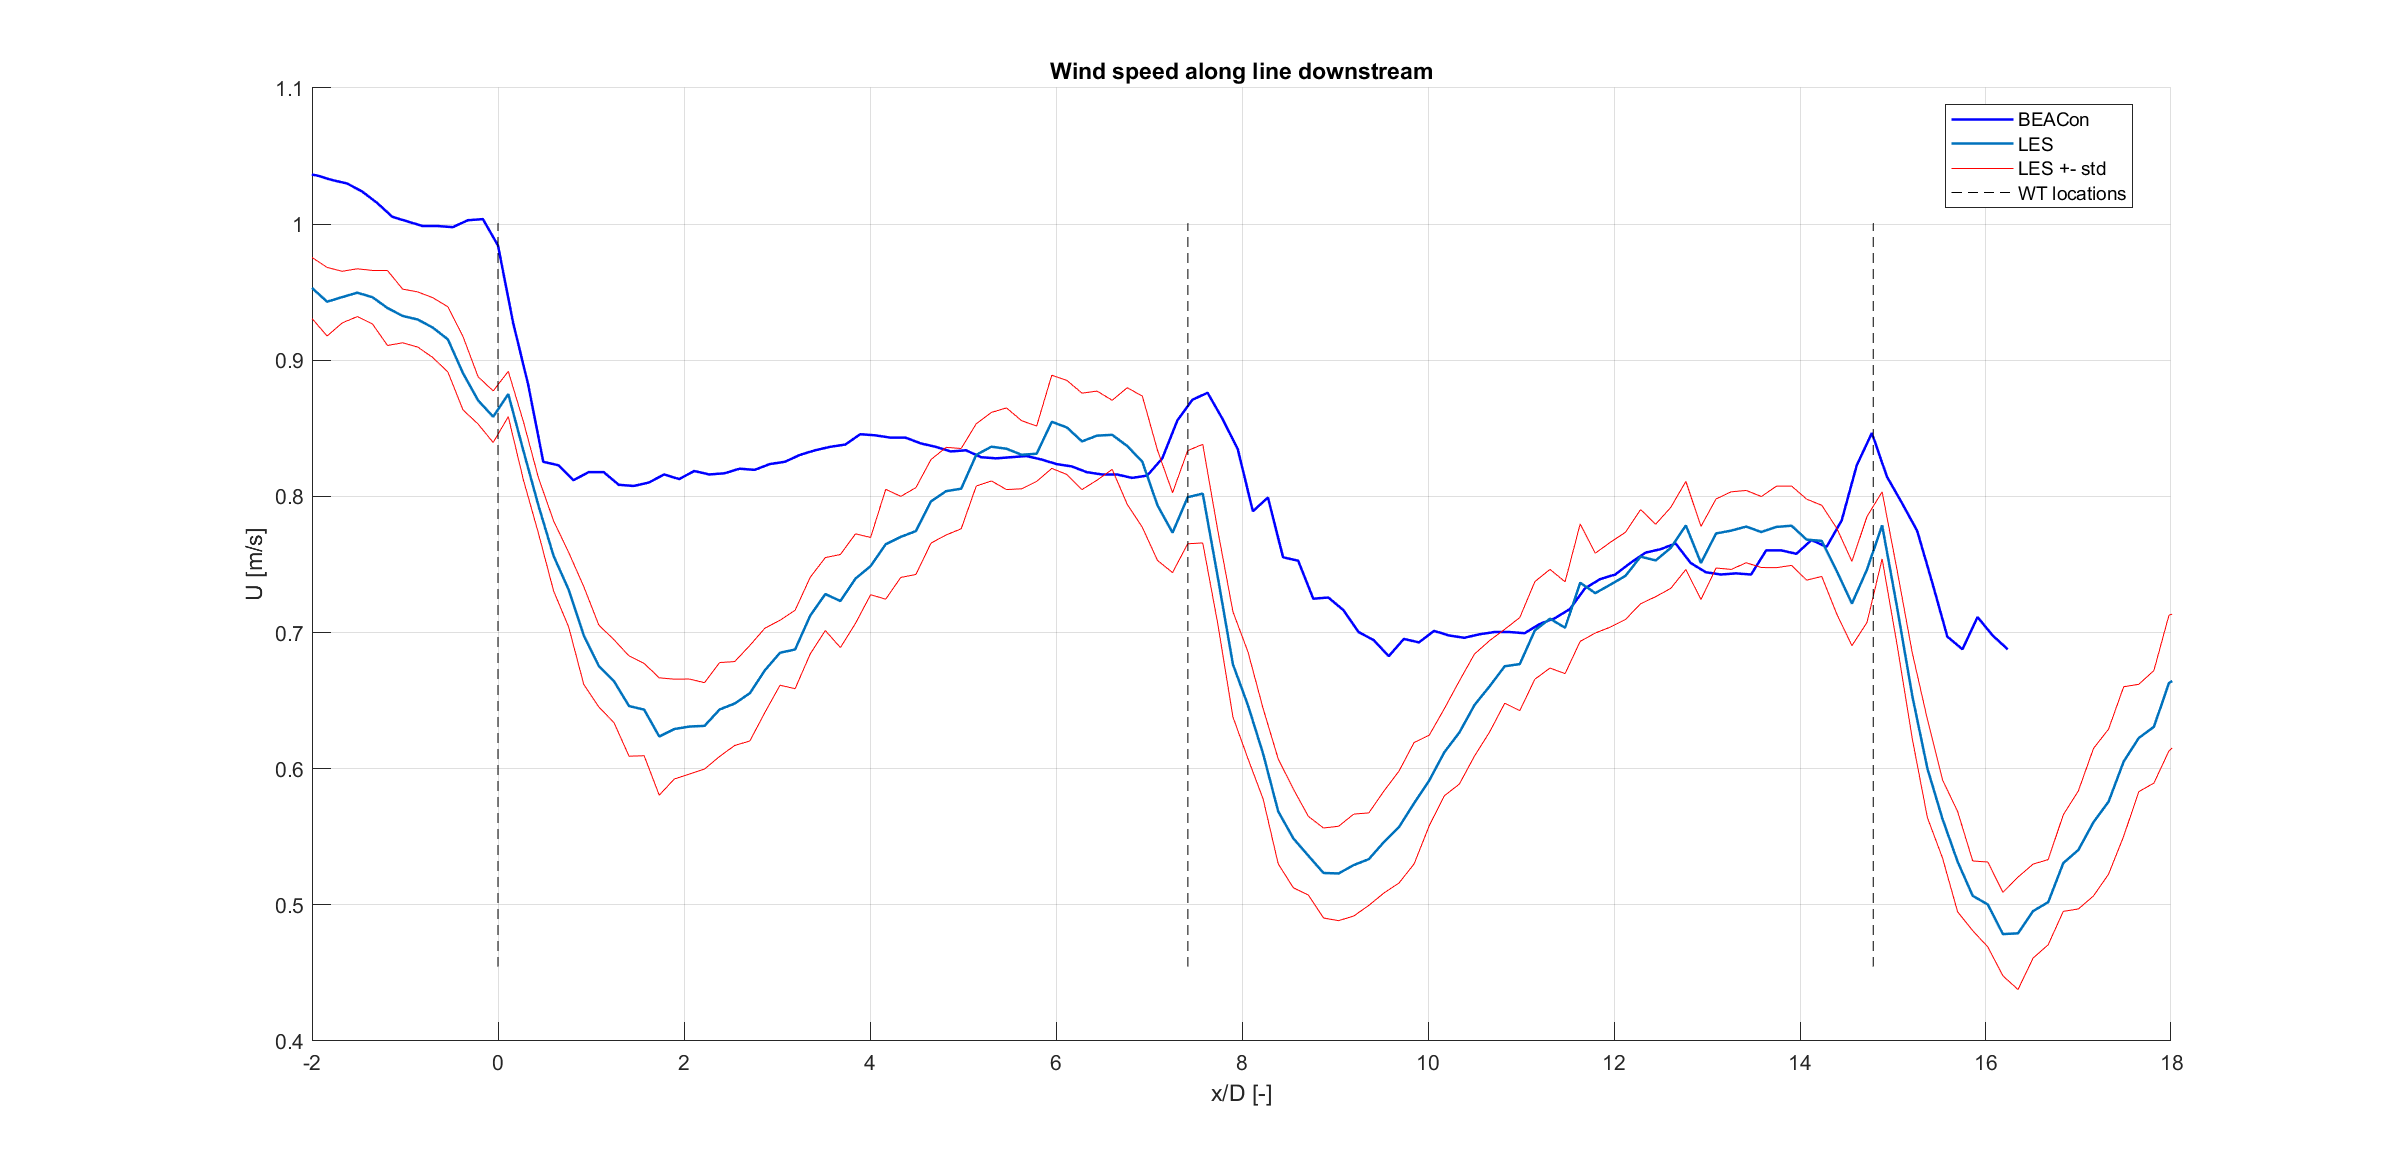 Wind speed along line downstream
BEACon
LES
LES +- std
WT locations
U [m/s]
1.1
1
0.9
0.8
0.7
0.6
0.5
0.4
-2 0 2 4 6 8 10 12 14 16 18
x/D [-]